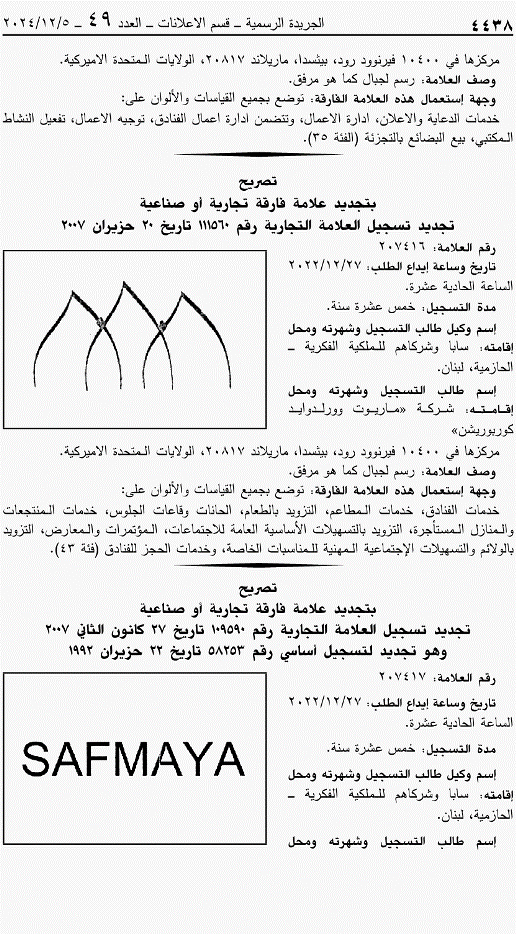 ٤٤٣٨ الجريدة الرسمية ــ قسم الاعلانات ــ العدد ٤٩ ــ ٢٠٢٤/١٢/٥
مركزها في ١٠٤٠٠ فيرنوود رود، بيثسدا، ماريلاند ٢٠٨١٧، الولايات المتحدة الاميركية.
وصف العلامة: رسم لجبال كما هو مرفق.
وجهة إستعمال هذه العلامة الفارقة: توضع بجميع القياسات والألوان على:
خدمات الدعاية والاعلان، ادارة الاعمال، وتتضمن ادارة اعمال الفنادق، توجيه الاعمال، تفعيل النشاط
المكتبي، بيع البضائع بالتجزئة (الفئة ٣٥).
تصريح
بتجديد علامة فارقة تجارية أو صناعية
تجديد تسجيل العلامة التجارية رقم ١١١٥٦٠ تاريخ ٢٠ حزيران ٢٠٠٧
رقم العلامة: ٢٠٧٤١٦
تاريخ وساعة إيداع الطلب: ٢٠٢٢/١٢/٢٧
الساعة الحادية عشرة.
مدة التسجيل: خمس عشرة سنة.
إسم وكيل طالب التسجيل وشهرته ومحل
إقامته: سابا وشركاهم للملكية الفكرية ــ
الحازمية، لبنان.
إسم طالب التسجيل وشهرته ومحل
إقامته: شركة «ماريوت وورلدوايد
كوربوريشن»
مركزها في ١٠٤٠٠ فيرنوود رود، بيثسدا، ماريلاند ٢٠٨١٧، الولايات المتحدة الاميركية.
وصف العلامة: رسم لجبال كما هو مرفق.
وجهة إستعمال هذه العلامة الفارقة: توضع بجميع القياسات والألوان على:
خدمات الفنادق، خدمات المطاعم، التزويد بالطعام، الحانات وقاعات الجلوس، خدمات المنتجعات
والمنازل المستأجرة، التزويد بالتسهيلات الأساسية العامة للاجتماعات، المؤتمرات والمعارض، التزويد
بالولائم والتسهيلات الإجتماعية المهنية للمناسبات الخاصة، وخدمات الحجز للفنادق (فئة ٤٣).
تصريح
بتجديد علامة فارقة تجارية أو صناعية
تجديد تسجيل العلامة التجارية رقم ١٠٩٥٩٠ تاريخ ٢٧ كانون الثاني ٢٠٠٧
وهو تجديد لتسجيل أساسي رقم ٥٨٢٥٣ تاريخ ٢٢ حزيران ١٩٩٢
رقم العلامة: ٢٠٧٤١٧
تاريخ وساعة إيداع الطلب: ٢٠٢٢/١٢/٢٧
الساعة الحادية عشرة.
مدة التسجيل: خمس عشرة سنة.
إسم وكيل طالب التسجيل وشهرته ومحل
إقامته: سابا وشركاهم للملكية الفكرية ــ
الحازمية، لبنان.
إسم طالب التسجيل وشهرته ومحل
SAFMAYA